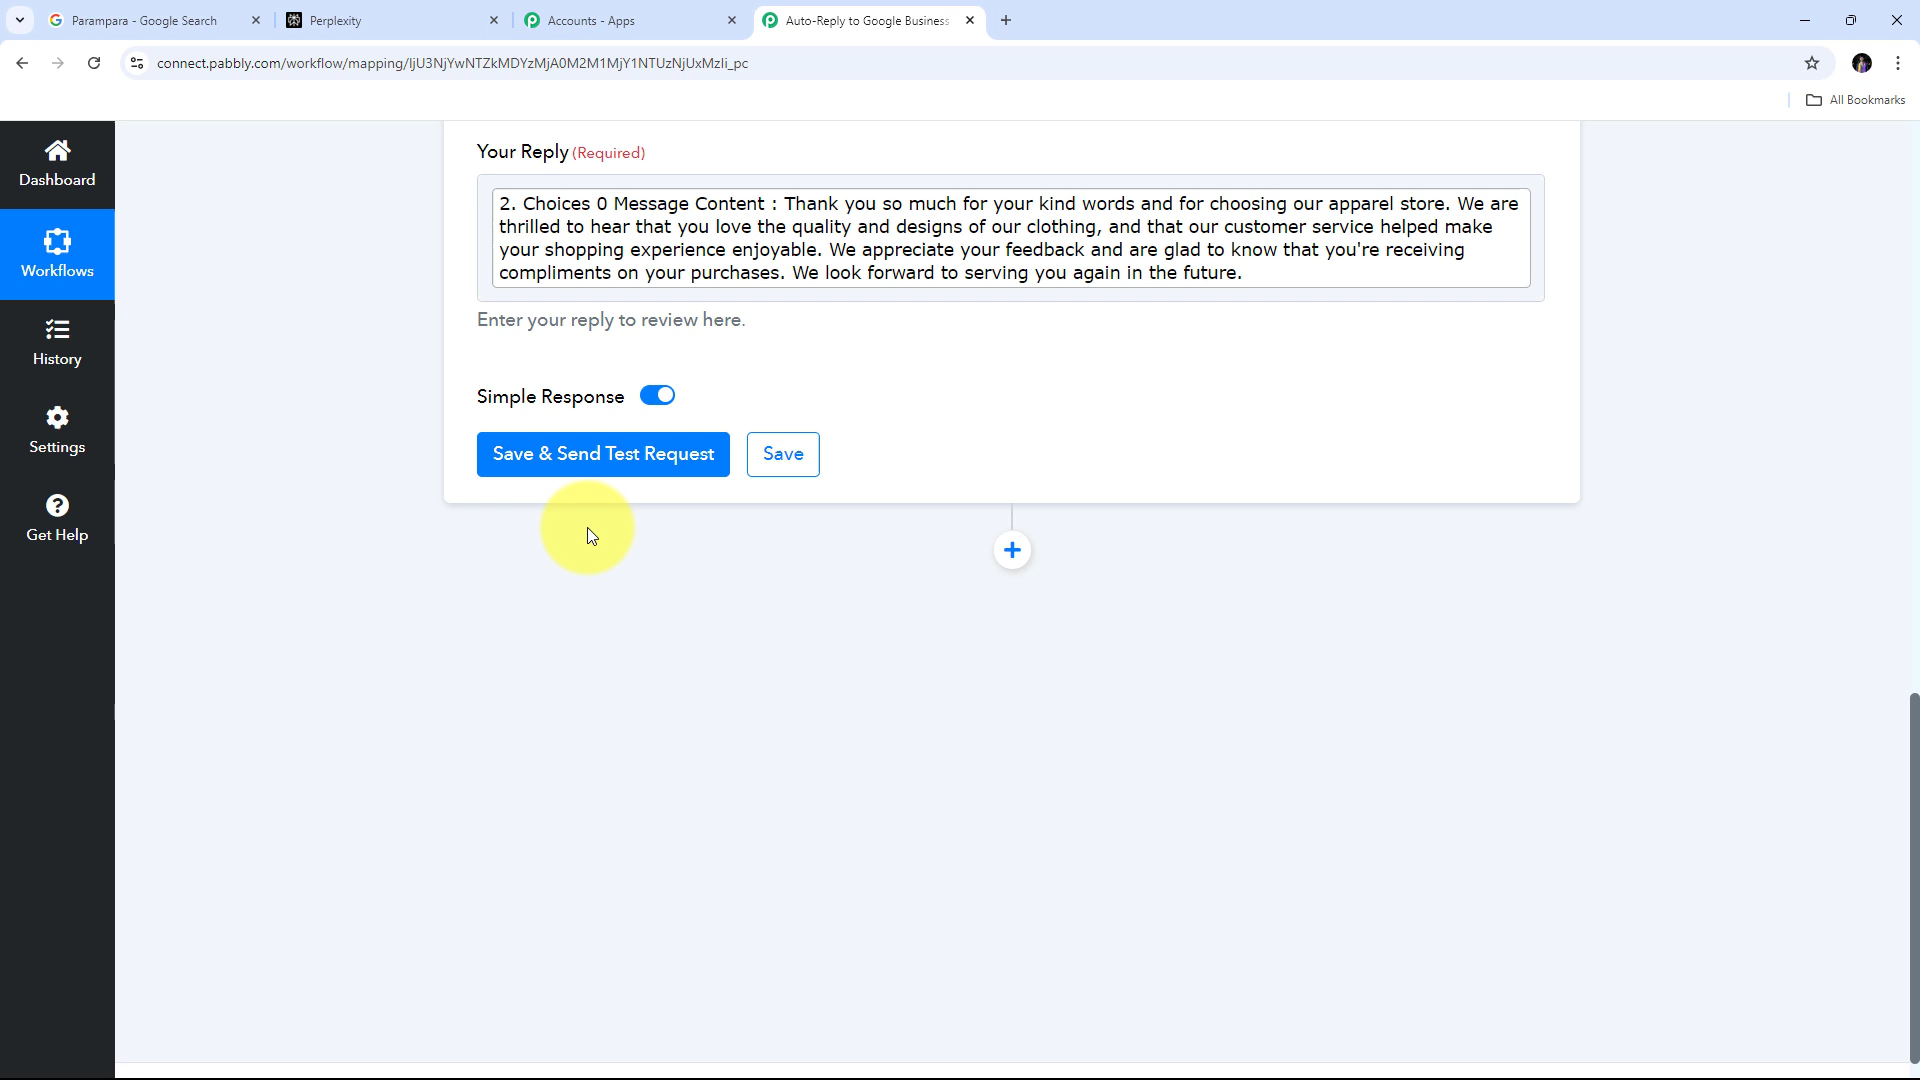 Parampara - Google Search
Perplexity
Accounts - Apps
Auto-Reply to Google Business
connect.pabbly.com/workflow/mapping/IjU3NjYwNTZkMDYzMjA0M2M1MjY1NTUzNjUxMzIi_pc
All Bookmarks
Dashboard
Workflows
History
Settings
Get Help
Your Reply (Required)
2. Choices 0 Message Content : Thank you so much for your kind words and for choosing our apparel store. We are
thrilled to hear that you love the quality and designs of our clothing, and that our customer service helped make
your shopping experience enjoyable. We appreciate your feedback and are glad to know that you're receiving
compliments on your purchases. We look forward to serving you again in the future.
Enter your reply to review here.
Simple Response
Save & Send Test Request
Save